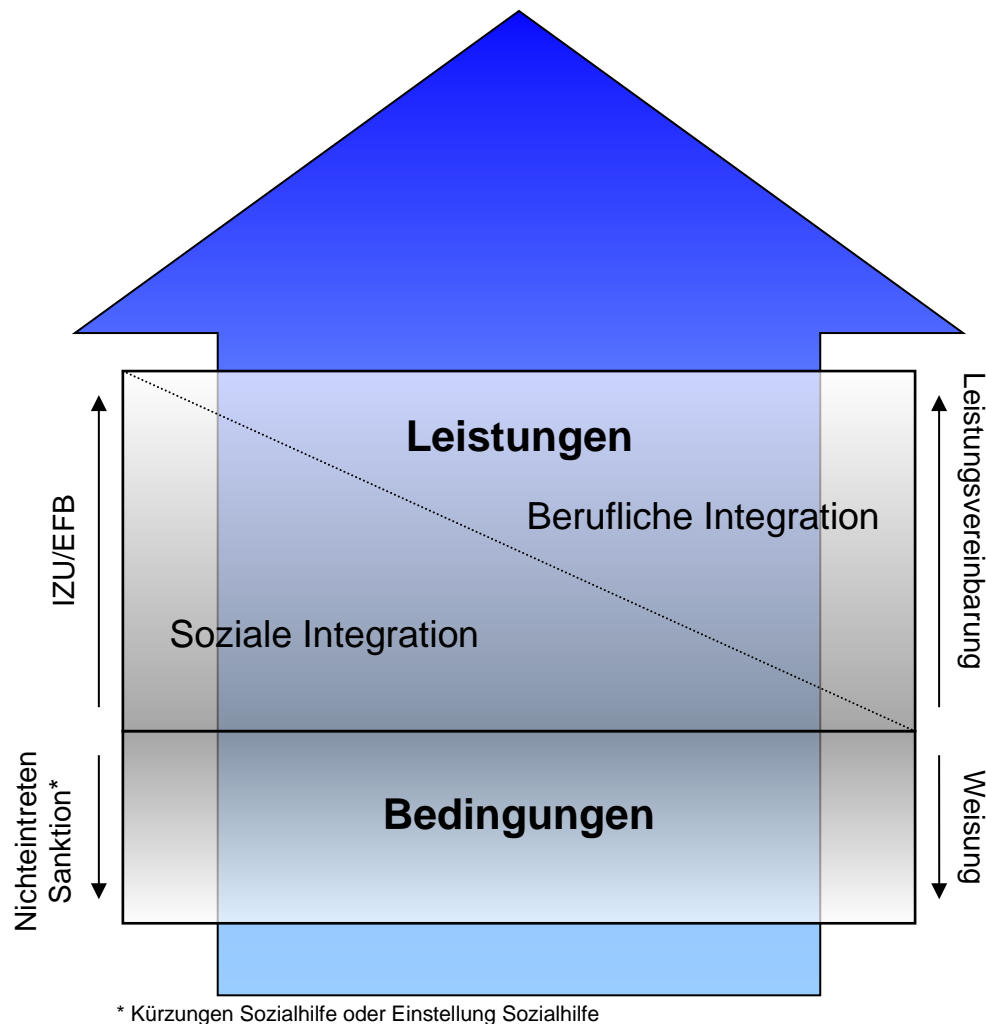 Leistungen
Berufliche Integration
Soziale Integration
IZU/EFB
Leistungsvereinbarung
Bedingungen
Nichteintreten
Sanktion*
Weisung
* Kürzungen Sozialhilfe oder Einstellung Sozialhilfe